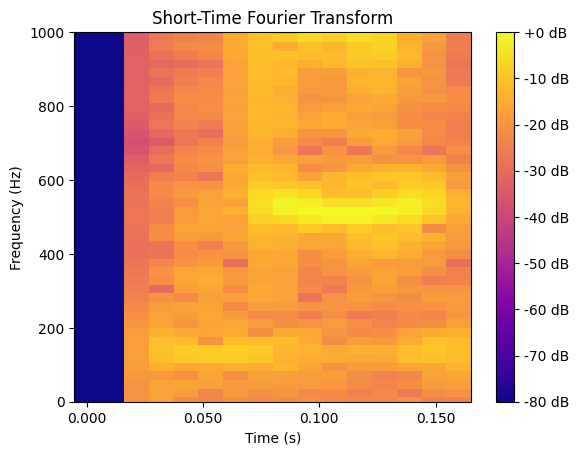 Short-Time Fourier Transform
1000
800
600
400
200
0
Frequency (Hz)
0.000
0.050
0.100
0.150
Time (s)
+0 dB
-10 dB
-20 dB
-30 dB
-40 dB
-50 dB
-60 dB
-70 dB
-80 dB